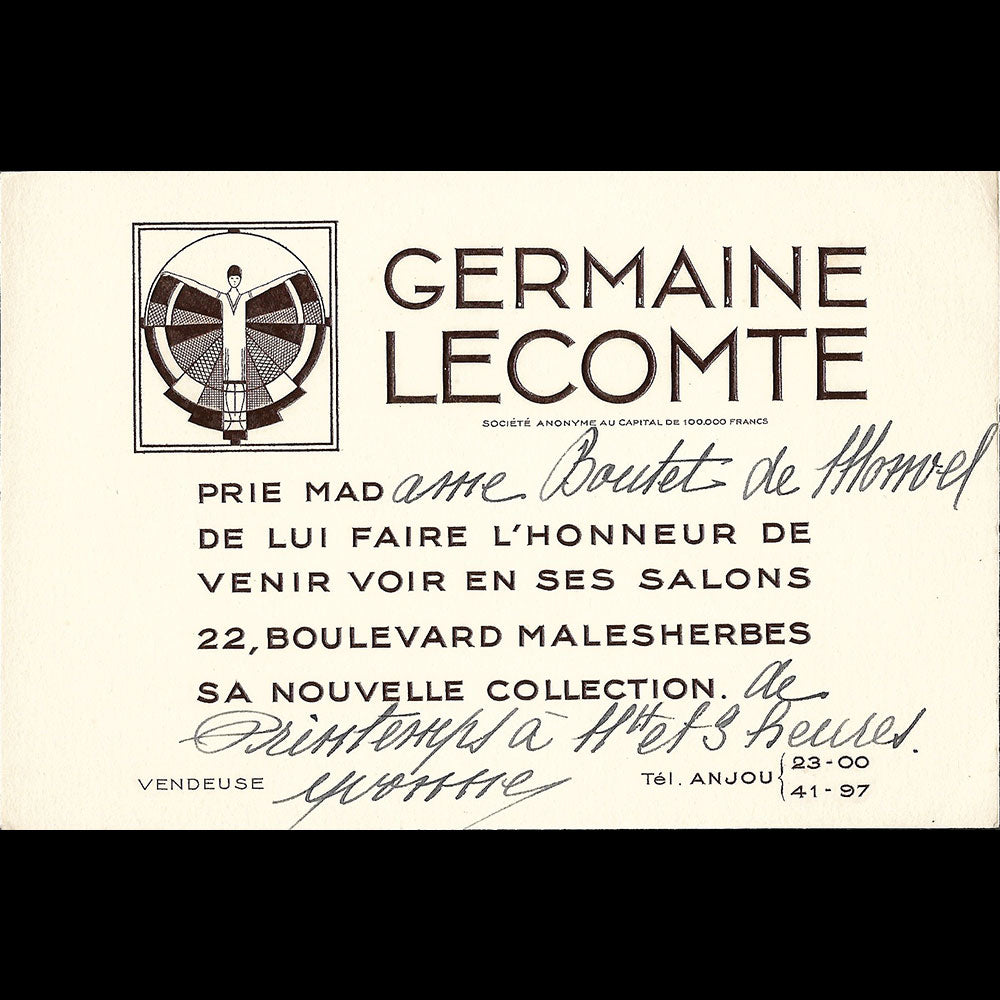 GERMAINE
LECOMTE
SOCIÉTÉ ANONYME AU CAPITAL DE 100.000 FRANCS
PRIE MADame Boutet de Monvel
DE LUI FAIRE L'HONNEUR DE
VENIR VOIR EN SES SALONS
22, BOULEVARD MALESHERBES
SA NOUVELLE COLLECTION. de
Printemps à 11h et 3 heures.
VENDEUSE Yvonne Tél. ANJOU { 23-00
41-97